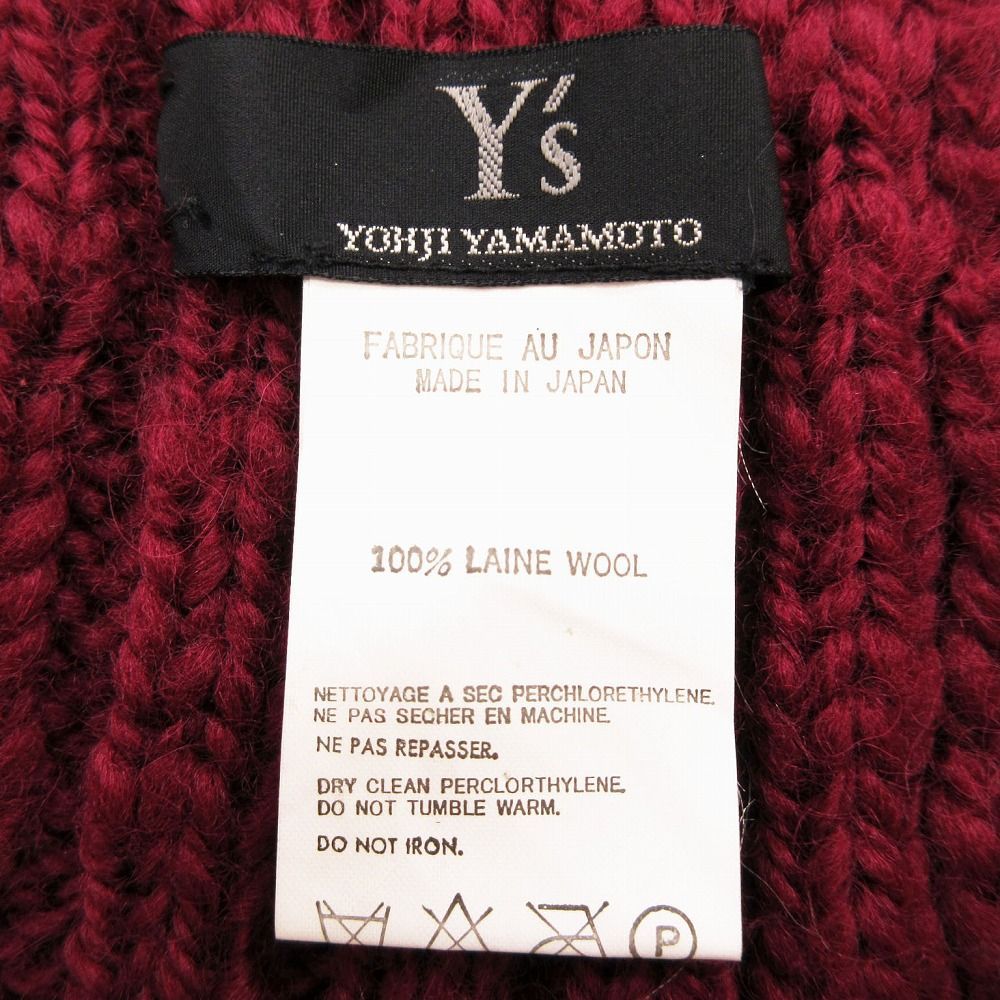 Y's
YOHJI YAMAMOTO
FABRIQUE AU JAPON
MADE IN JAPAN
100% LAINE WOOL
NETTOYAGE A SEC PERCHLORETHYLENE.
NE PAS SECHER EN MACHINE.
NE PAS REPASSER.
DRY CLEAN PERCLORTHYLENE.
DO NOT TUMBLE WARM.
DO NOT IRON.
P